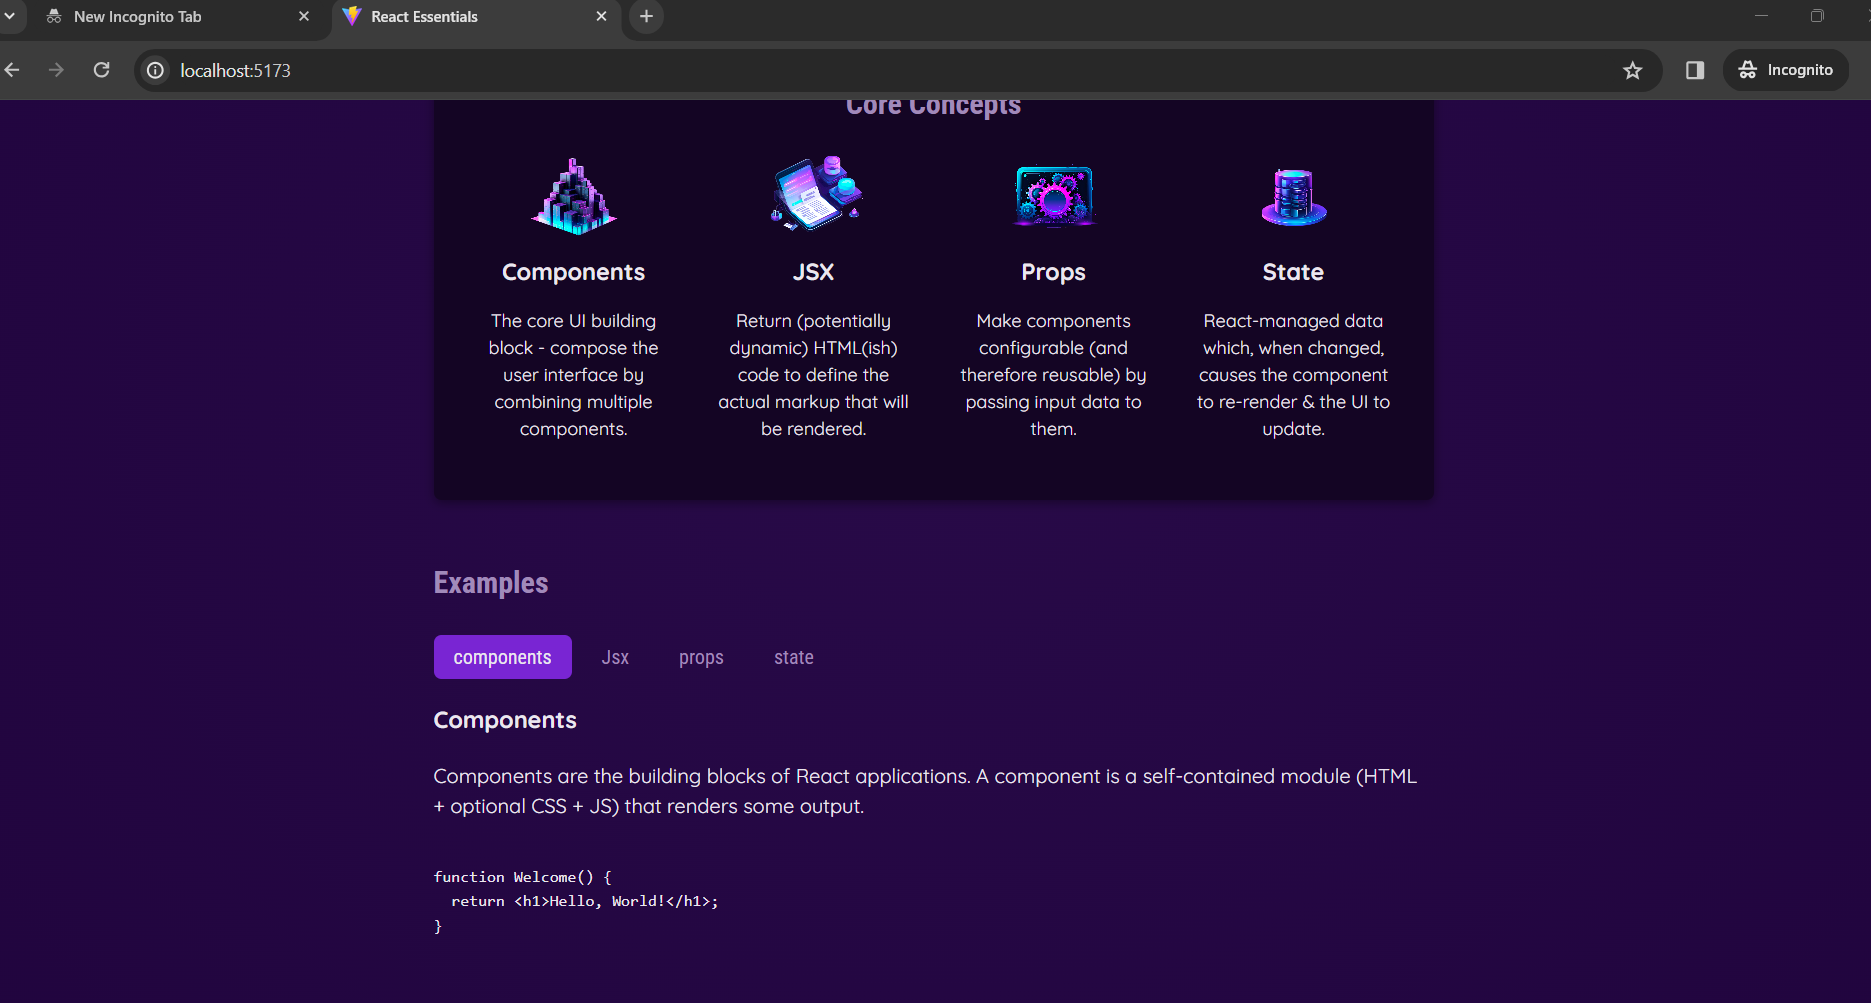 New Incognito Tab
React Essentials
localhost:5173
Incognito
Core Concepts
Components
The core UI building
block - compose the
user interface by
combining multiple
components.
JSX
Return (potentially
dynamic) HTML(ish)
code to define the
actual markup that will
be rendered.
Props
Make components
configurable (and
therefore reusable) by
passing input data to
them.
State
React-managed data
which, when changed,
causes the component
to re-render & the UI to
update.
Examples
components Jsx props state
Components
Components are the building blocks of React applications. A component is a self-contained module (HTML
+ optional CSS + JS) that renders some output.
function Welcome() {
  return <h1>Hello, World!</h1>;
}